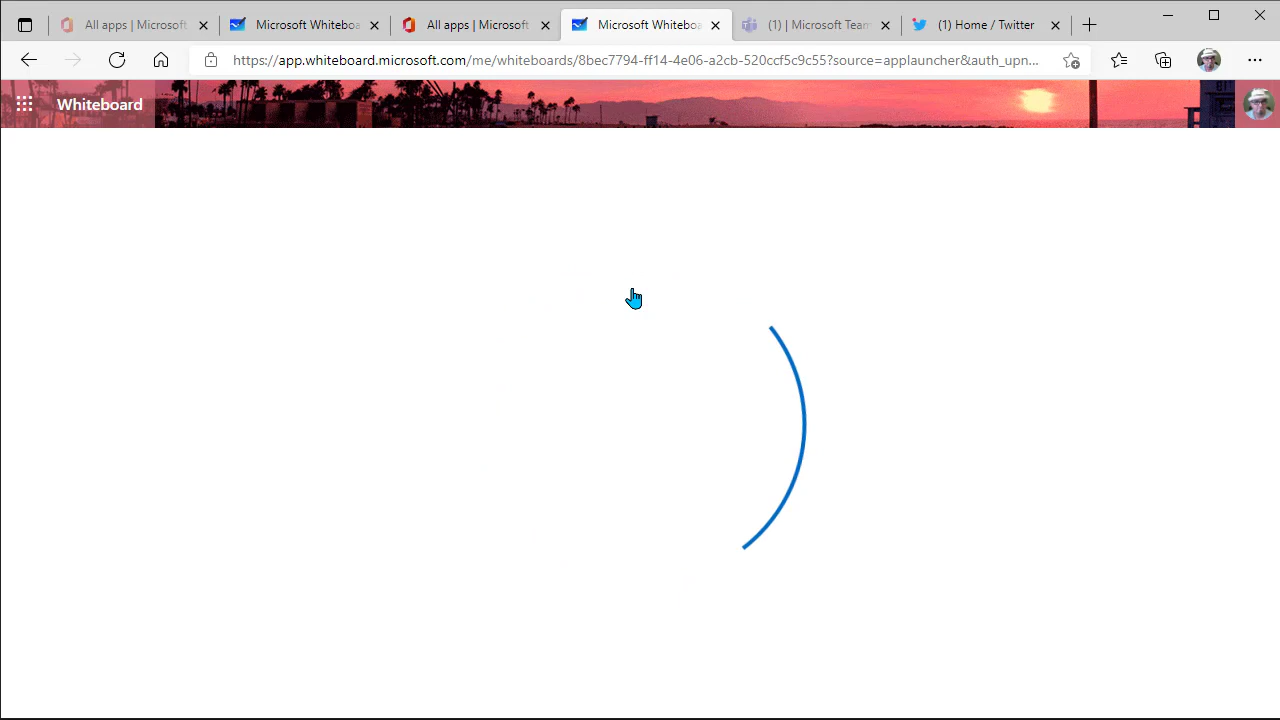 All apps | Microsoft
Microsoft Whiteboa
All apps | Microsoft
Microsoft Whiteboa
(1) | Microsoft Team
(1) Home / Twitter
https://app.whiteboard.microsoft.com/me/whiteboards/8bec7794-ff14-4e06-a2cb-520ccf5c9c55?source=applauncher&auth_upn...
Whiteboard